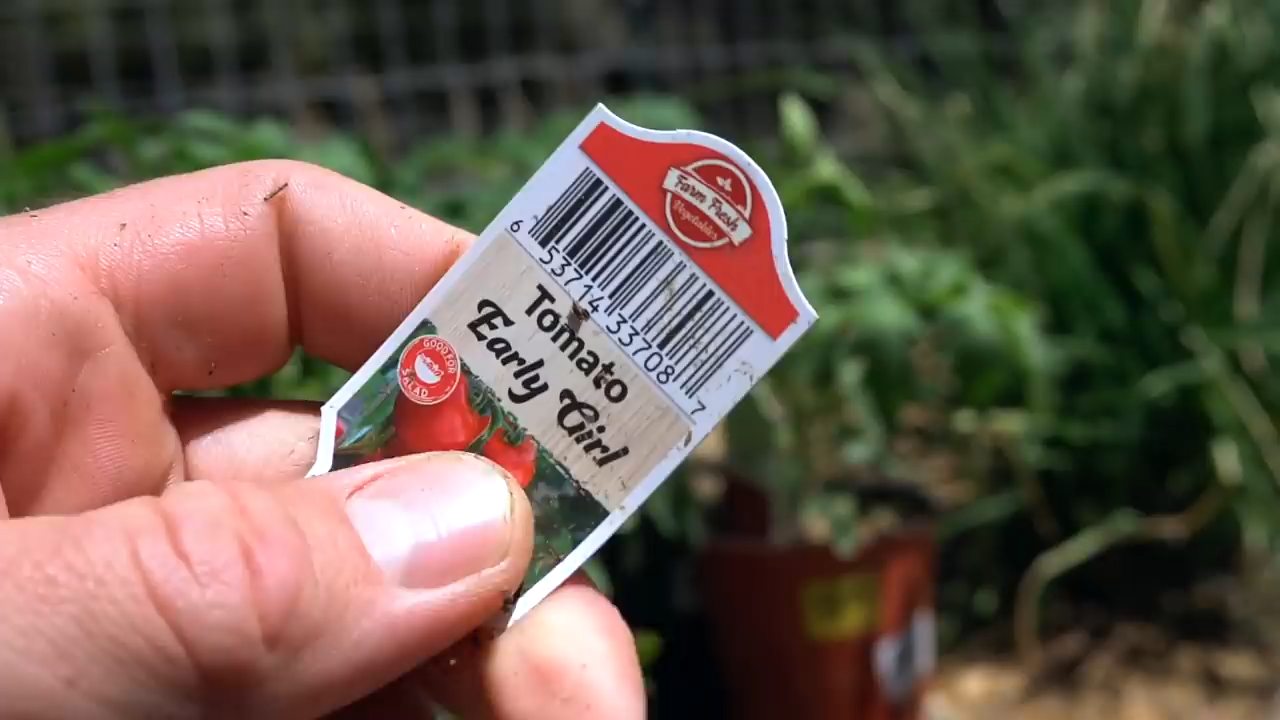 Farm Fresh
Vegetables
6 53714 33708 7
Tomato
Early Girl
GOOD FOR
SALAD